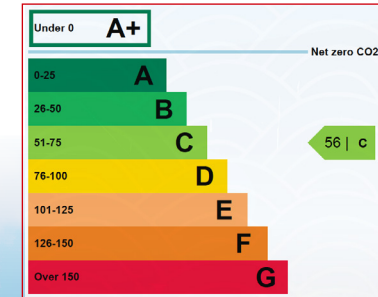 Under 0 A+
Net zero CO2
0-25 A
26-50 B
51-75 C
56 | C
76-100 D
101-125 E
126-150 F
Over 150 G